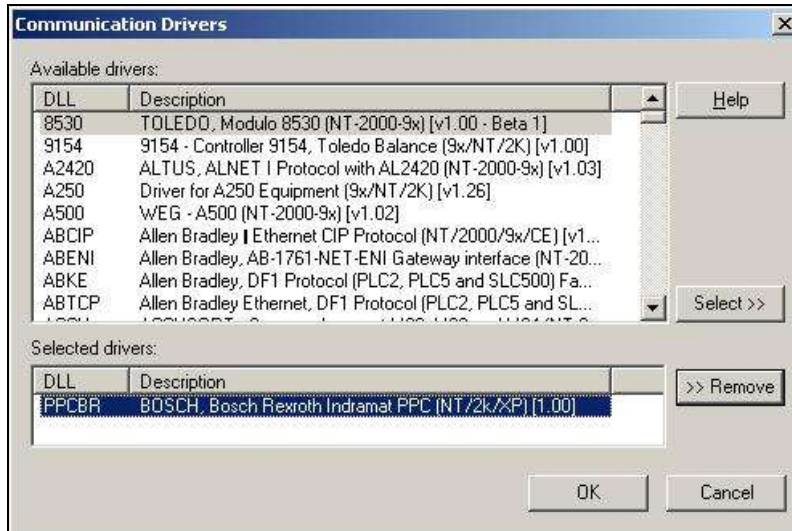 Communication Drivers
Available drivers:
DLL Description
8530 TOLEDO, Modulo 8530 (NT-2000-9x) [v1.00 - Beta 1]
9154 9154 - Controller 9154, Toledo Balance (9x/NT/2K) [v1.00]
A2420 ALTUS, ALNET I Protocol with AL2420 (NT-2000-9x) [v1.03]
A250 Driver for A250 Equipment (9x/NT/2K) [v1.26]
A500 WEG - A500 (NT-2000-9x) [v1.02]
ABCIP Allen Bradley Ethernet CIP Protocol (NT/2000/9x/CE) [v1...
ABENI Allen Bradley, AB-1761-NET-ENI Gateway interface (NT-20...
ABKE Allen Bradley, DF1 Protocol (PLC2, PLC5 and SLC500) Fa...
ABTCP Allen Bradley Ethernet, DF1 Protocol (PLC2, PLC5 and SL...
Help
Select >>
Selected drivers:
DLL Description
PPCBR BOSCH, Bosch Rexroth Indramat PPC (NT/2k/XP) [1.00]
>> Remove
OK Cancel